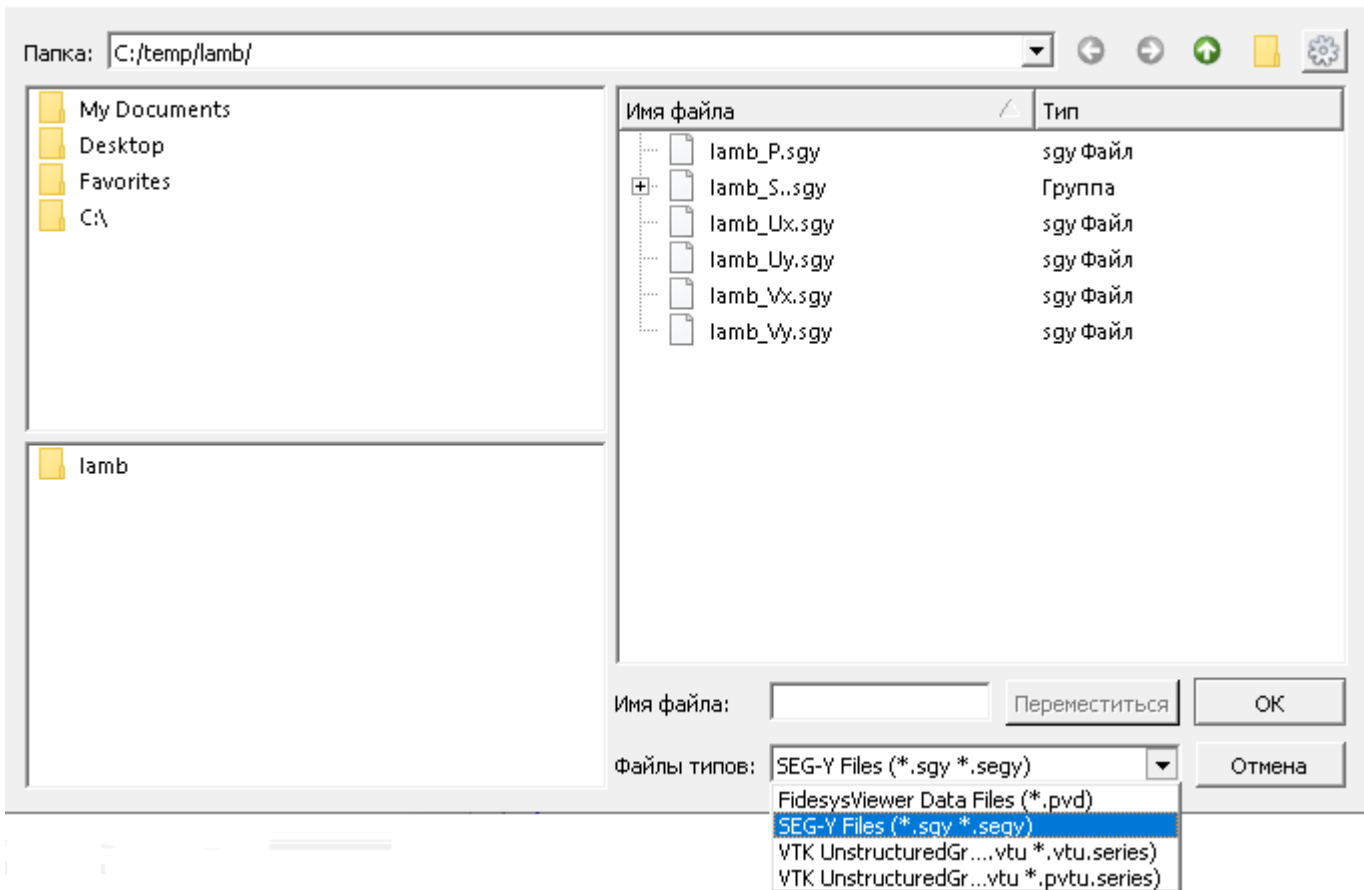 Папка: C:/temp/lamb/
My Documents
Desktop
Favorites
C:\
lamb
Имя файла Тип
lamb_P.sgy sgy Файл
lamb_S..sgy Группа
lamb_Ux.sgy sgy Файл
lamb_Uy.sgy sgy Файл
lamb_Vx.sgy sgy Файл
lamb_Vy.sgy sgy Файл
Имя файла: Переместиться OK
Файлы типов: SEG-Y Files (*.sgy *.segy) Отмена
FidesysViewer Data Files (*.pvd)
SEG-Y Files (*.sgy *.segy)
VTK UnstructuredGr....vtu *.vtu.series)
VTK UnstructuredGr...vtu *.pvtu.series)